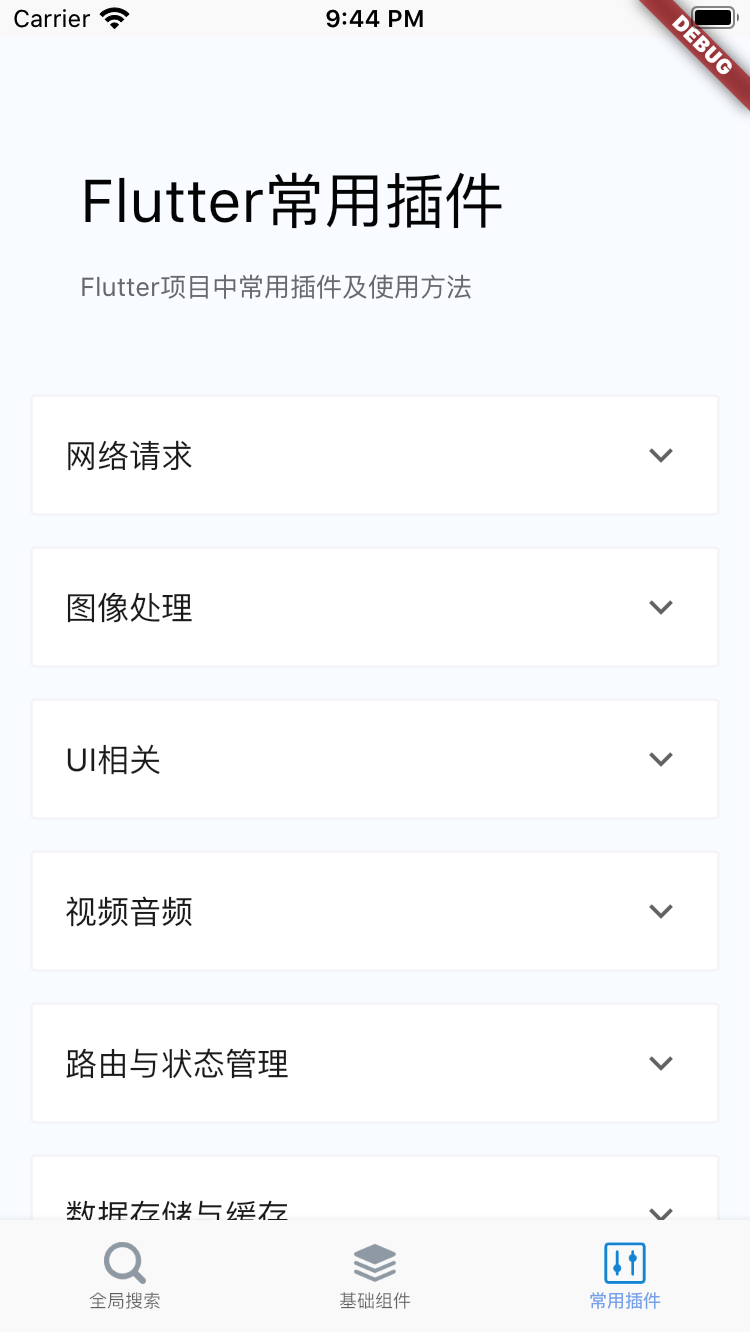 Carrier 9:44 PM
DEBUG
Flutter常用插件
Flutter项目中常用插件及使用方法
网络请求
图像处理
UI相关
视频音频
路由与状态管理
数据存储与缓存
全局搜索 基础组件 常用插件